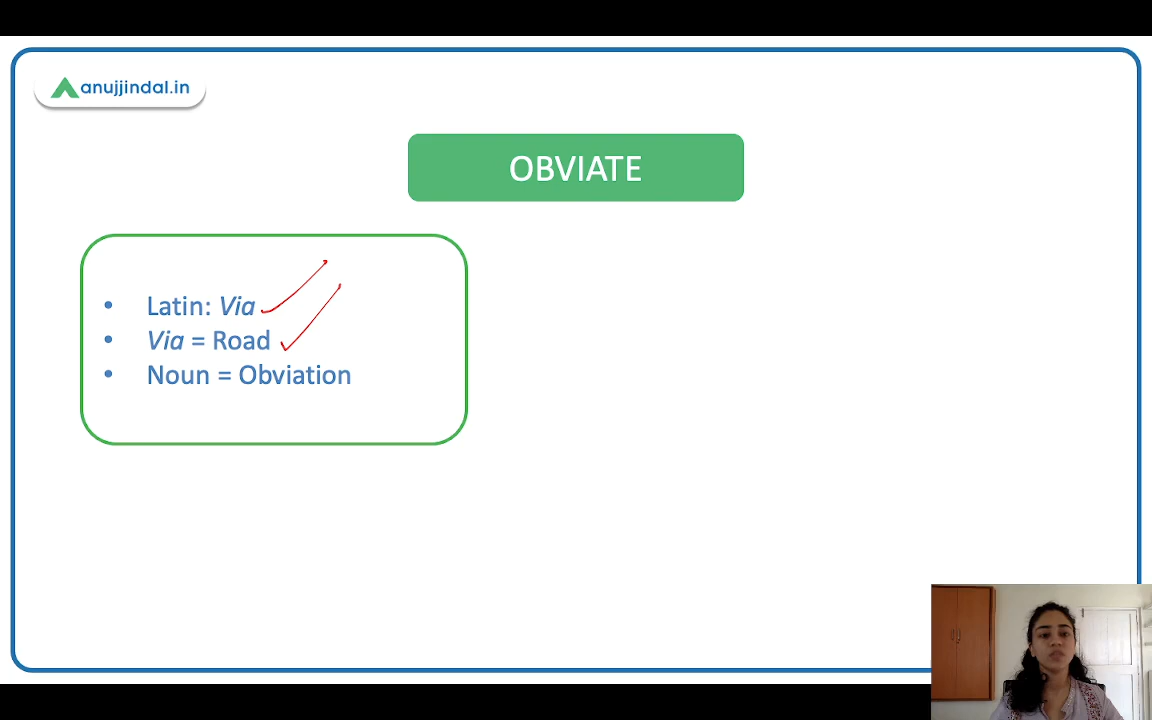 anujjindal.in
OBVIATE
• Latin: Via
• Via = Road
• Noun = Obviation